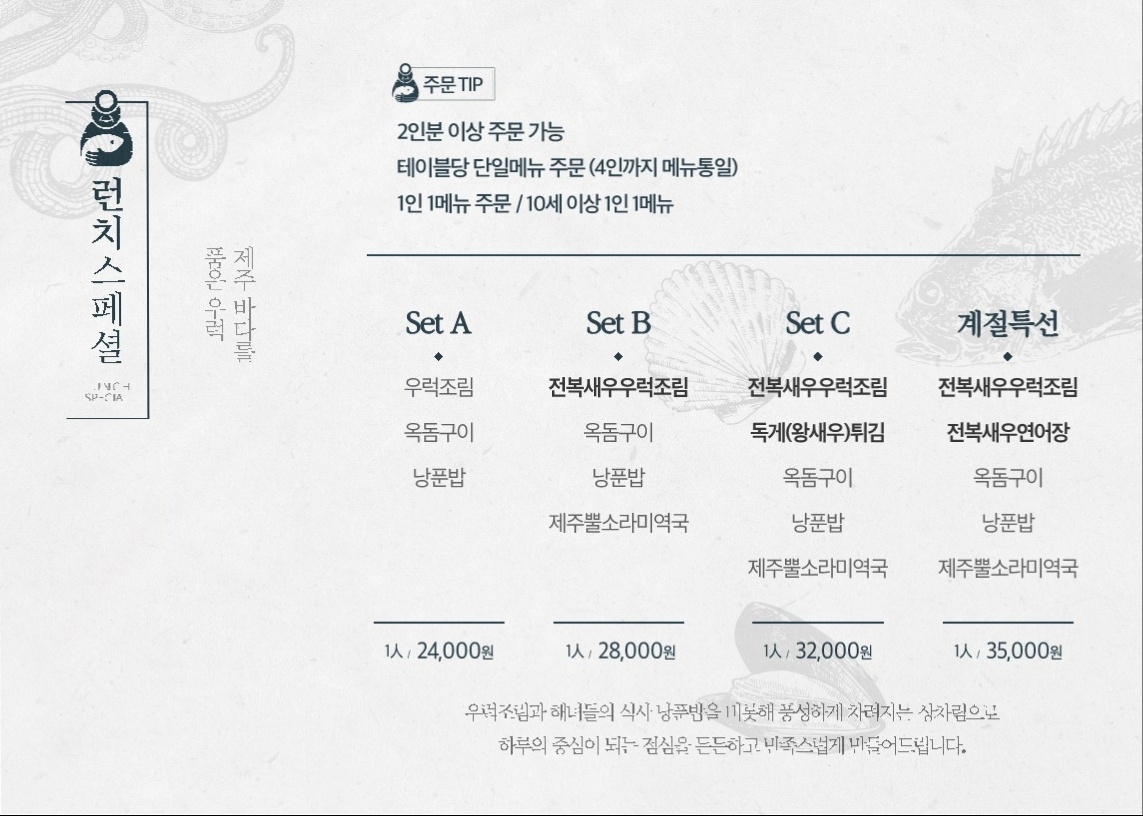 런치스페셜
LUNCH
SPECIAL
제주 바다를
품은 우럭
주문 TIP
2인분 이상 주문 가능
테이블당 단일메뉴 주문 (4인까지 메뉴통일)
1인 1메뉴 주문 / 10세 이상 1인 1메뉴
Set A
우럭조림
옥돔구이
낭푼밥
1人 / 24,000원
Set B
전복새우우럭조림
옥돔구이
낭푼밥
제주뿔소라미역국
1人 / 28,000원
Set C
전복새우우럭조림
독게(왕새우)튀김
옥돔구이
낭푼밥
제주뿔소라미역국
1人 / 32,000원
계절특선
전복새우우럭조림
전복새우연어장
옥돔구이
낭푼밥
제주뿔소라미역국
1人 / 35,000원
우럭조림과 해녀들의 식사 낭푼밥을 비롯해 풍성하게 차려지는 상차림으로
하루의 중심이 되는 점심을 든든하고 만족스럽게 만들어드립니다.